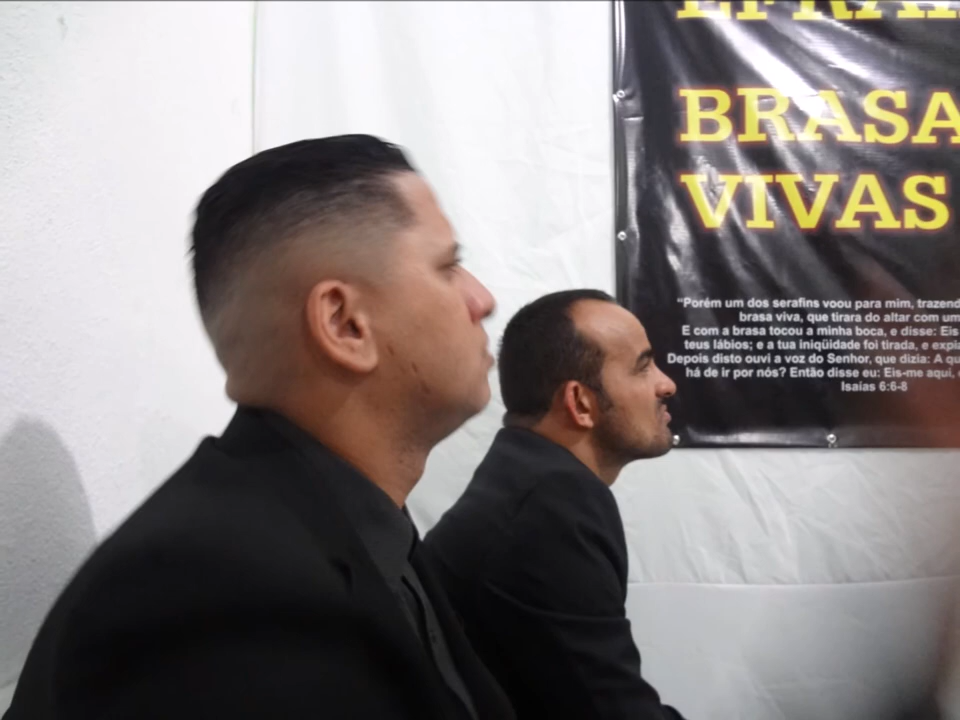 BRASA
VIVAS
“Porém um dos serafins voou para mim, trazend
brasa viva, que tirara do altar com um
E com a brasa tocou a minha boca, e disse: Eis
teus lábios; e a tua iniqüidade foi tirada, e expia
Depois disto ouvi a voz do Senhor, que dizia: A qu
há de ir por nós? Então disse eu: Eis-me aqui,
Isaías 6:6-8